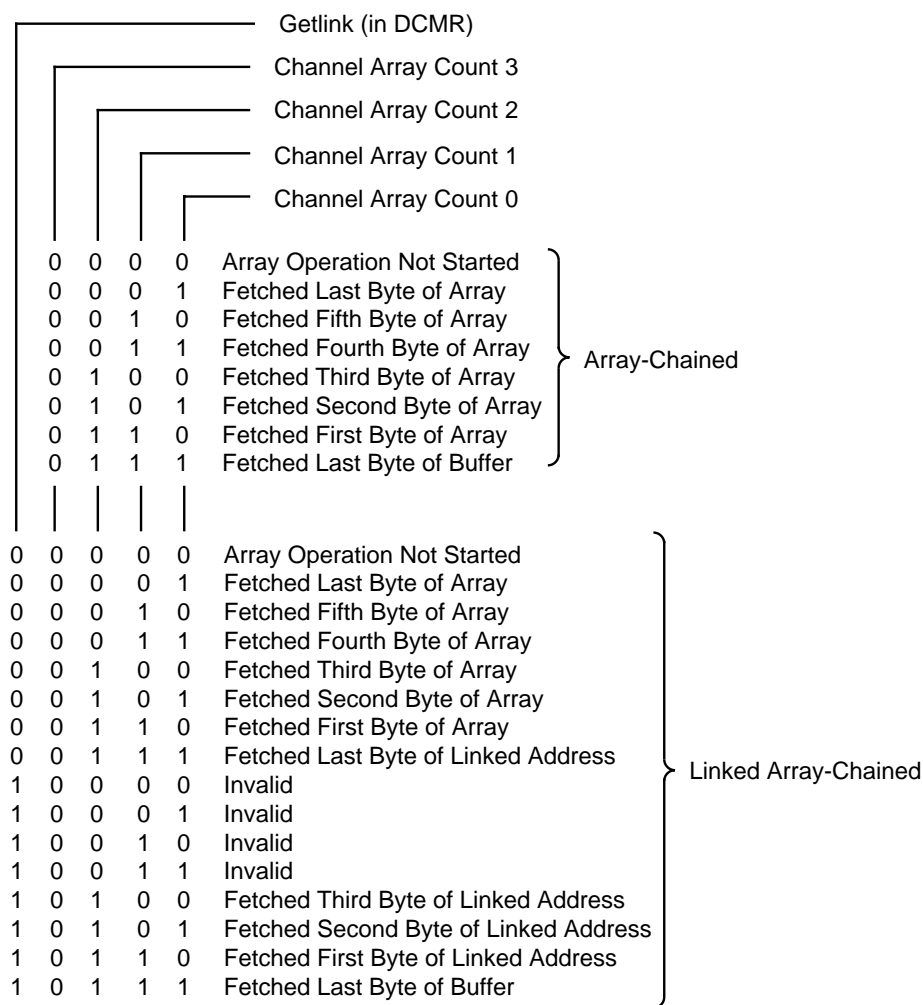 Getlink (in DCMR)
Channel Array Count 3
Channel Array Count 2
Channel Array Count 1
Channel Array Count 0
0 0 0 0 Array Operation Not Started
0 0 0 1 Fetched Last Byte of Array
0 0 1 0 Fetched Fifth Byte of Array
0 0 1 1 Fetched Fourth Byte of Array
0 1 0 0 Fetched Third Byte of Array
0 1 0 1 Fetched Second Byte of Array
0 1 1 0 Fetched First Byte of Array
0 1 1 1 Fetched Last Byte of Buffer
Array-Chained
0 0 0 0 0 Array Operation Not Started
0 0 0 0 1 Fetched Last Byte of Array
0 0 0 1 0 Fetched Fifth Byte of Array
0 0 0 1 1 Fetched Fourth Byte of Array
0 0 1 0 0 Fetched Third Byte of Array
0 0 1 0 1 Fetched Second Byte of Array
0 0 1 1 0 Fetched First Byte of Array
0 0 1 1 1 Fetched Last Byte of Linked Address
1 0 0 0 0 Invalid
1 0 0 0 1 Invalid
1 0 0 1 0 Invalid
1 0 0 1 1 Invalid
1 0 1 0 0 Fetched Third Byte of Linked Address
1 0 1 0 1 Fetched Second Byte of Linked Address
1 0 1 1 0 Fetched First Byte of Linked Address
1 0 1 1 1 Fetched Last Byte of Buffer
Linked Array-Chained